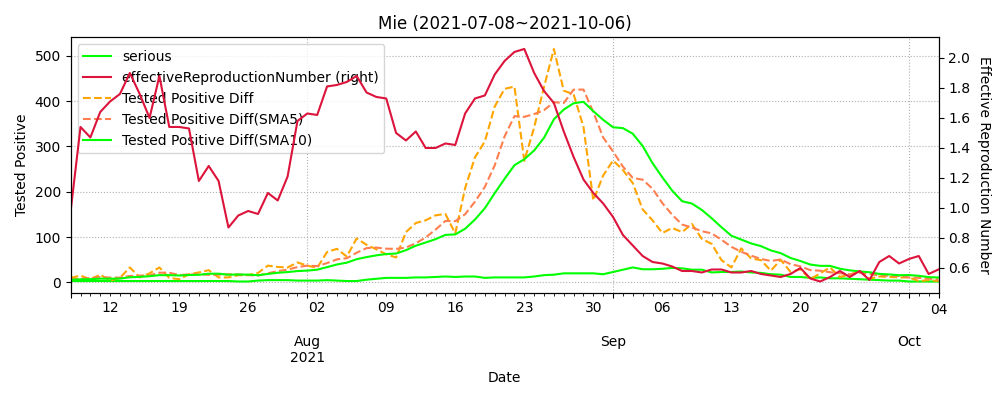 Mie (2021-07-08~2021-10-06)
serious
effectiveReproductionNumber (right)
Tested Positive Diff
Tested Positive Diff(SMA5)
Tested Positive Diff(SMA10)
Tested Positive
500
400
300
200
100
0
2.0
1.8
1.6
1.4
1.2
1.0
0.8
0.6
Effective Reproduction Number
12 19 26 02 09 16 23 30 06 13 20 27 04
Aug Sep Oct
2021
Date